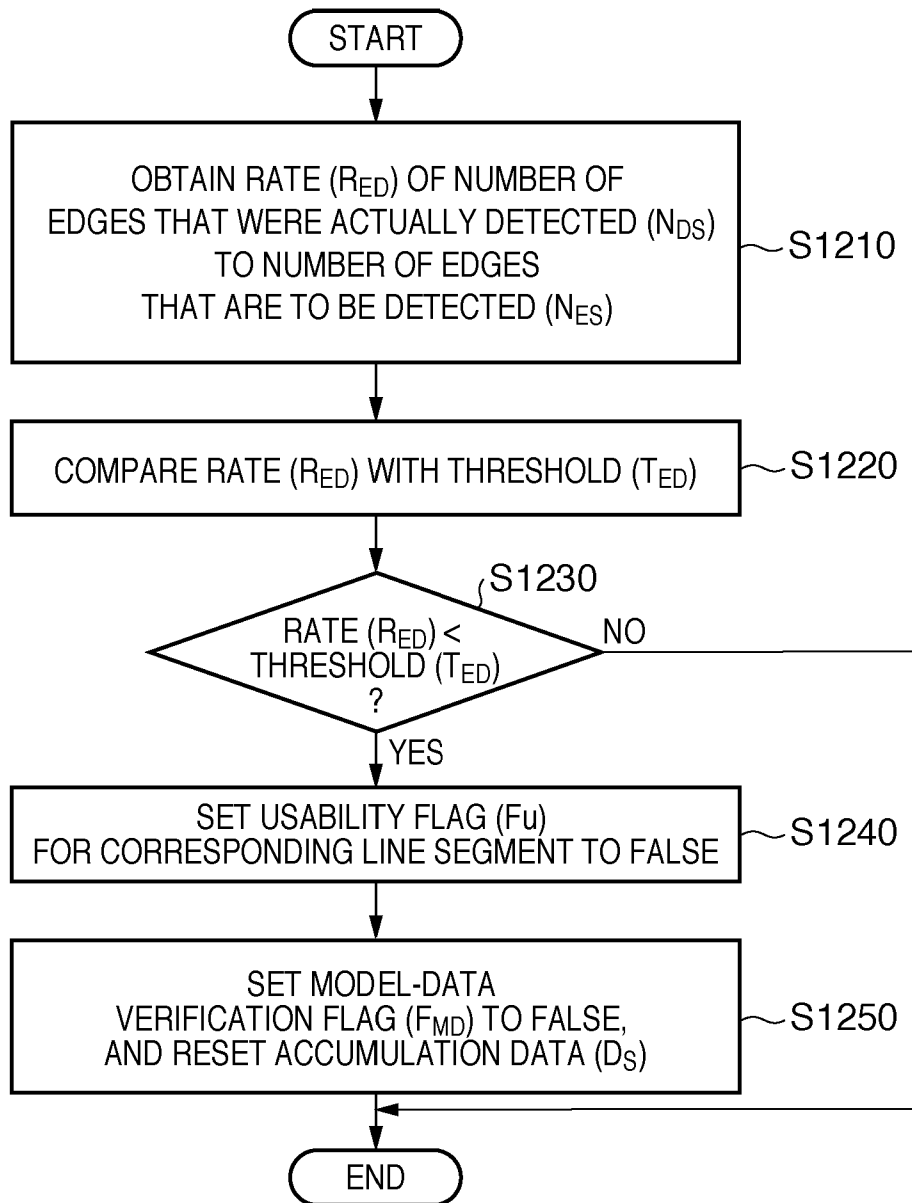 START
OBTAIN RATE (RED) OF NUMBER OF
EDGES THAT WERE ACTUALLY DETECTED (NDS)
TO NUMBER OF EDGES
THAT ARE TO BE DETECTED (NES)
S1210
COMPARE RATE (RED) WITH THRESHOLD (TED)
S1220
S1230
RATE (RED) <
THRESHOLD (TED)
?
NO
YES
SET USABILITY FLAG (Fu)
FOR CORRESPONDING LINE SEGMENT TO FALSE
S1240
SET MODEL-DATA
VERIFICATION FLAG (FMD) TO FALSE,
AND RESET ACCUMULATION DATA (DS)
S1250
END